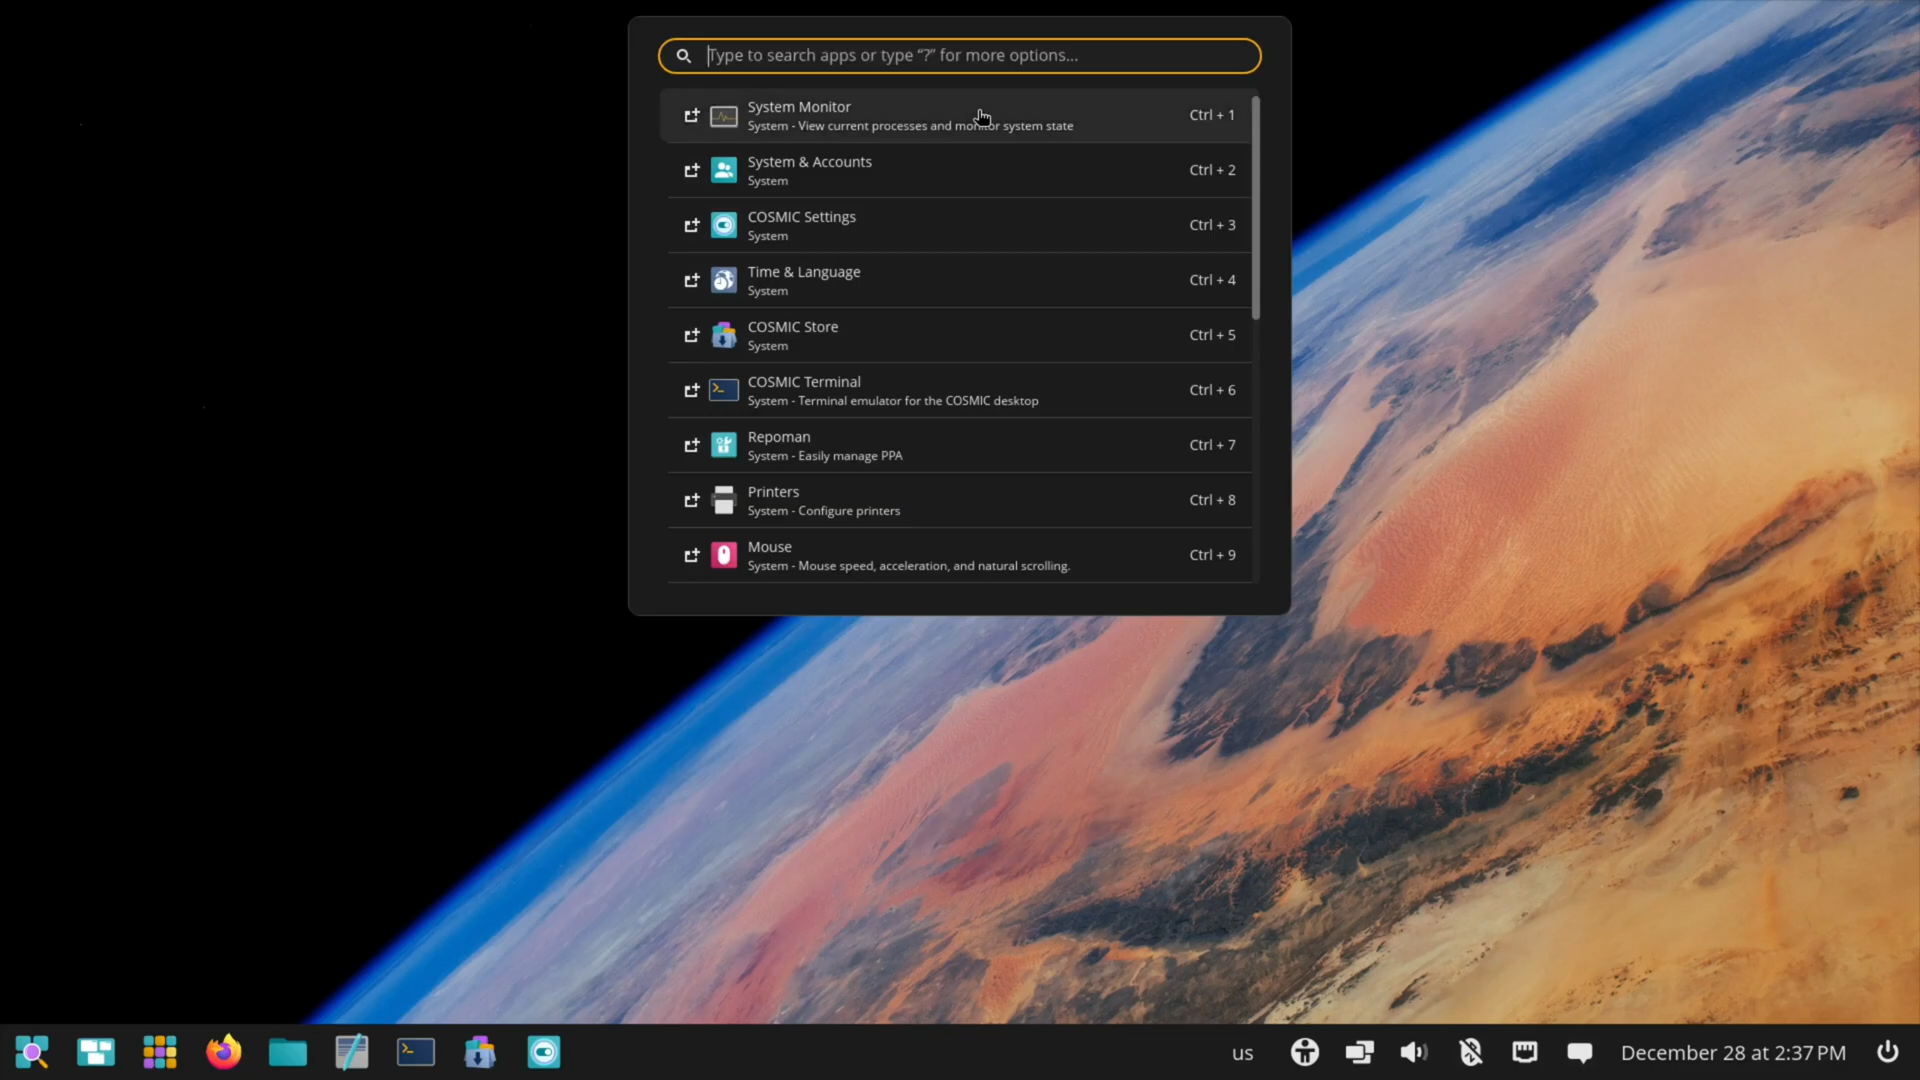 Type to search apps or type “?” for more options...
System Monitor
System - View current processes and monitor system state
Ctrl + 1
System & Accounts
System
Ctrl + 2
COSMIC Settings
System
Ctrl + 3
Time & Language
System
Ctrl + 4
COSMIC Store
System
Ctrl + 5
COSMIC Terminal
System - Terminal emulator for the COSMIC desktop
Ctrl + 6
Repoman
System - Easily manage PPA
Ctrl + 7
Printers
System - Configure printers
Ctrl + 8
Mouse
System - Mouse speed, acceleration, and natural scrolling.
Ctrl + 9
us
December 28 at 2:37 PM